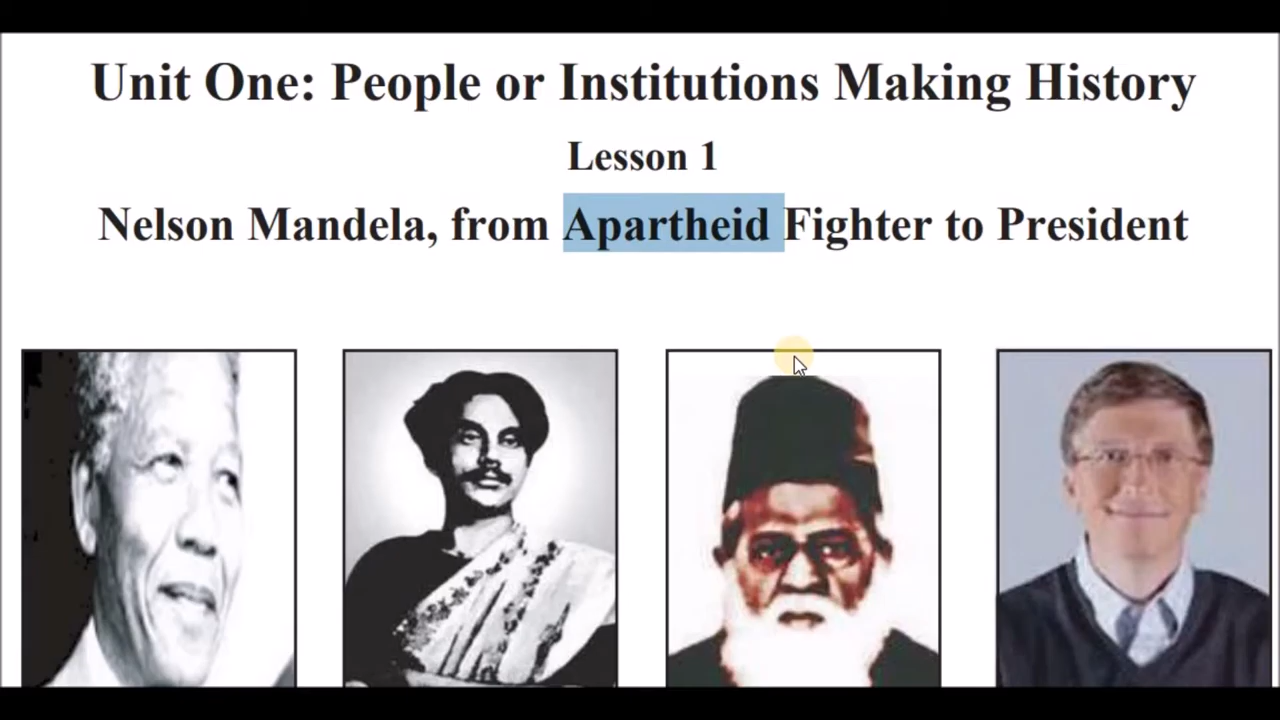 Unit One: People or Institutions Making History
Lesson 1
Nelson Mandela, from Apartheid Fighter to President